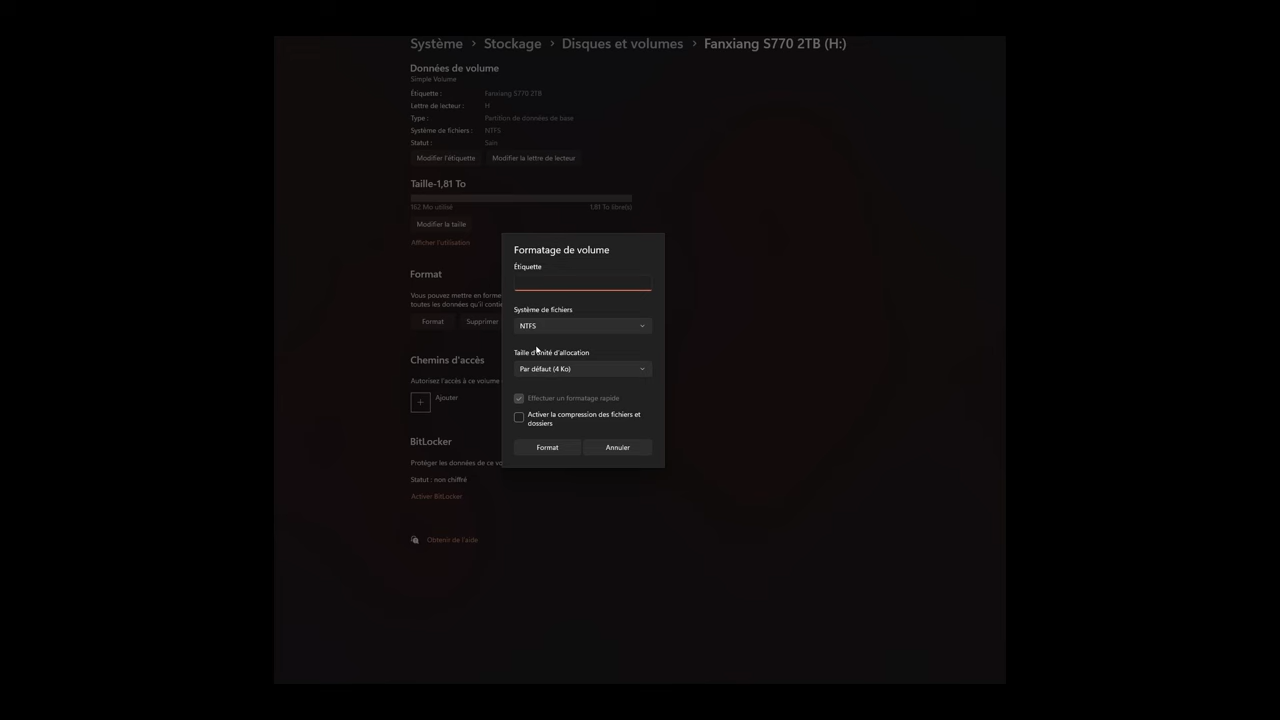 Système > Stockage > Disques et volumes > Fanxiang S770 2TB (H:)
Données de volume
Simple Volume
Étiquette : Fanxiang S770 2TB
Lettre de lecteur : H
Type : Partition de données de base
Système de fichiers : NTFS
Statut : Sain
Modifier l'étiquette Modifier la lettre de lecteur
Taille-1,81 To
162 Mo utilisé 1,81 To libre(s)
Modifier la taille
Afficher l'utilisation
Format
Vous pouvez mettre en forme
toutes les données qu'il contie
Format Supprimer
Chemins d'accès
Autorisez l'accès à ce volume
Ajouter
BitLocker
Protéger les données de ce vo
Statut : non chiffré
Activer BitLocker
Obtenir de l'aide
Formatage de volume
Étiquette
Système de fichiers
NTFS
Taille d'unité d'allocation
Par défaut (4 Ko)
Effectuer un formatage rapide
Activer la compression des fichiers et
dossiers
Format Annuler